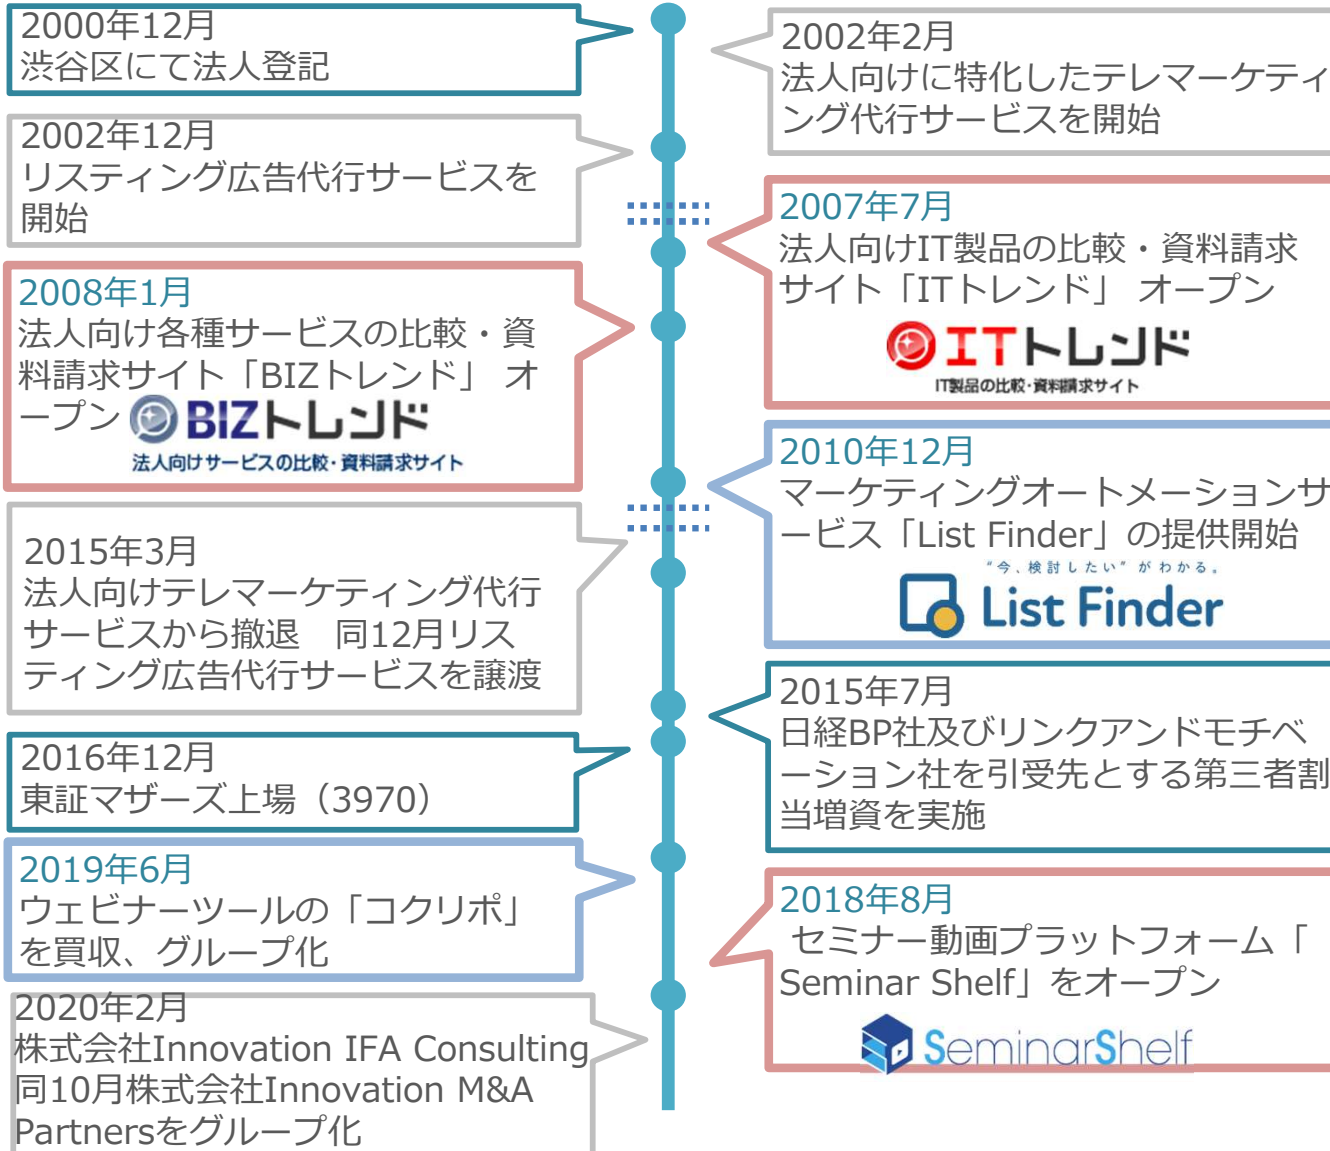 2000年12月
渋谷区にて法人登記
2002年2月
法人向けに特化したテレマーケティ
ング代行サービスを開始
2002年12月
リスティング広告代行サービスを
開始
2007年7月
法人向けIT製品の比較・資料請求
サイト「ITトレンド」 オープン
ITトレンド
IT製品の比較・資料請求サイト
2008年1月
法人向け各種サービスの比較・資
料請求サイト「BIZトレンド」 オ
ープン
BIZトレンド
法人向けサービスの比較・資料請求サイト
2010年12月
マーケティングオートメーションサ
ービス「List Finder」の提供開始
“今、検討したい”がわかる。
List Finder
2015年3月
法人向けテレマーケティング代行
サービスから撤退　同12月リス
ティング広告代行サービスを譲渡
2015年7月
日経BP社及びリンクアンドモチベ
ーション社を引受先とする第三者割
当増資を実施
2016年12月
東証マザーズ上場（3970）
2018年8月
セミナー動画プラットフォーム「
Seminar Shelf」をオープン
SeminarShelf
2019年6月
ウェビナーツールの「コクリポ」
を買収、グループ化
2020年2月
株式会社Innovation IFA Consulting
同10月株式会社Innovation M&A
Partnersをグループ化